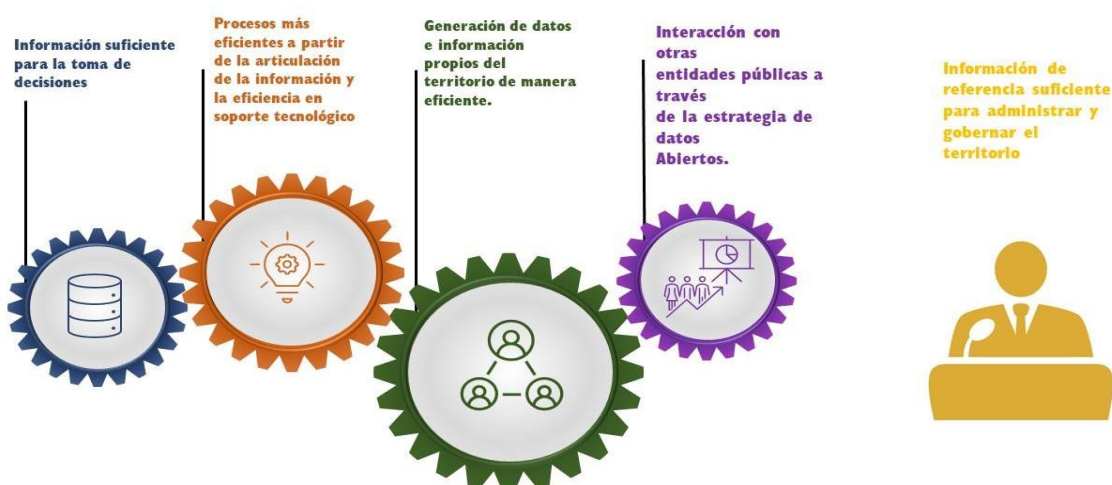 Información suficiente
para la toma de
decisiones
Procesos más
eficientes a partir
de la articulación
de la información y
la eficiencia en
soporte tecnológico
Generación de datos
e información
propios del
territorio de manera
eficiente.
Interacción con
otras
entidades públicas a
través
de la estrategia de
datos
Abiertos.
Información de
referencia suficiente
para administrar y
gobernar el
territorio